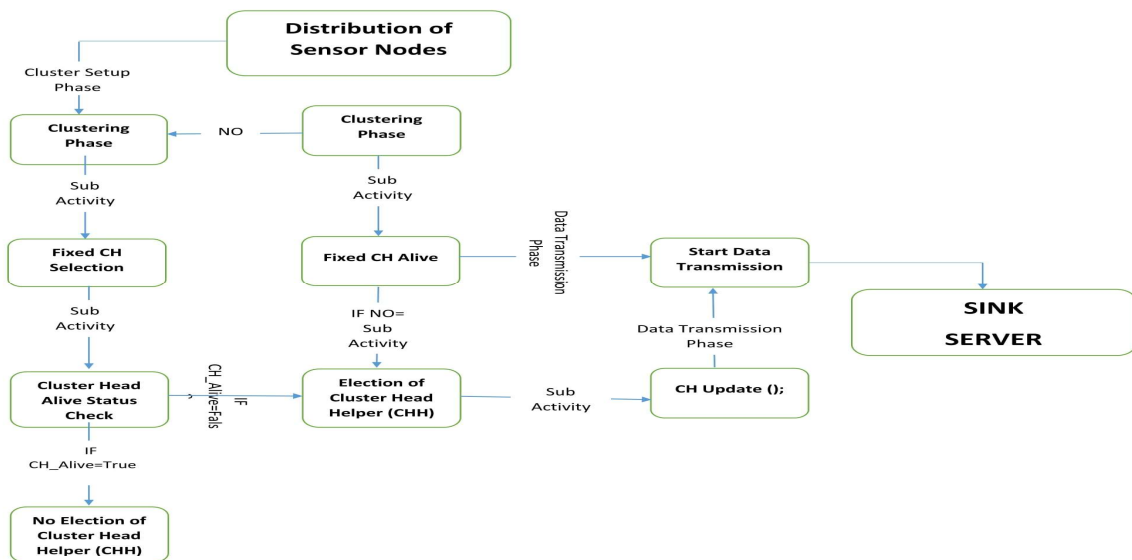 Distribution of
Sensor Nodes
Cluster Setup
Phase
Clustering
Phase
NO
Clustering
Phase
Sub
Activity
Sub
Activity
Fixed CH
Selection
Fixed CH Alive
Data Transmission
Phase
Start Data
Transmission
SINK
SERVER
Sub
Activity
IF NO=
Sub
Activity
Data Transmission
Phase
Cluster Head
Alive Status
Check
IF
CH_Alive=Fals
Election of
Cluster Head
Helper (CHH)
Sub
Activity
CH Update ();
IF
CH_Alive=True
No Election of
Cluster Head
Helper (CHH)